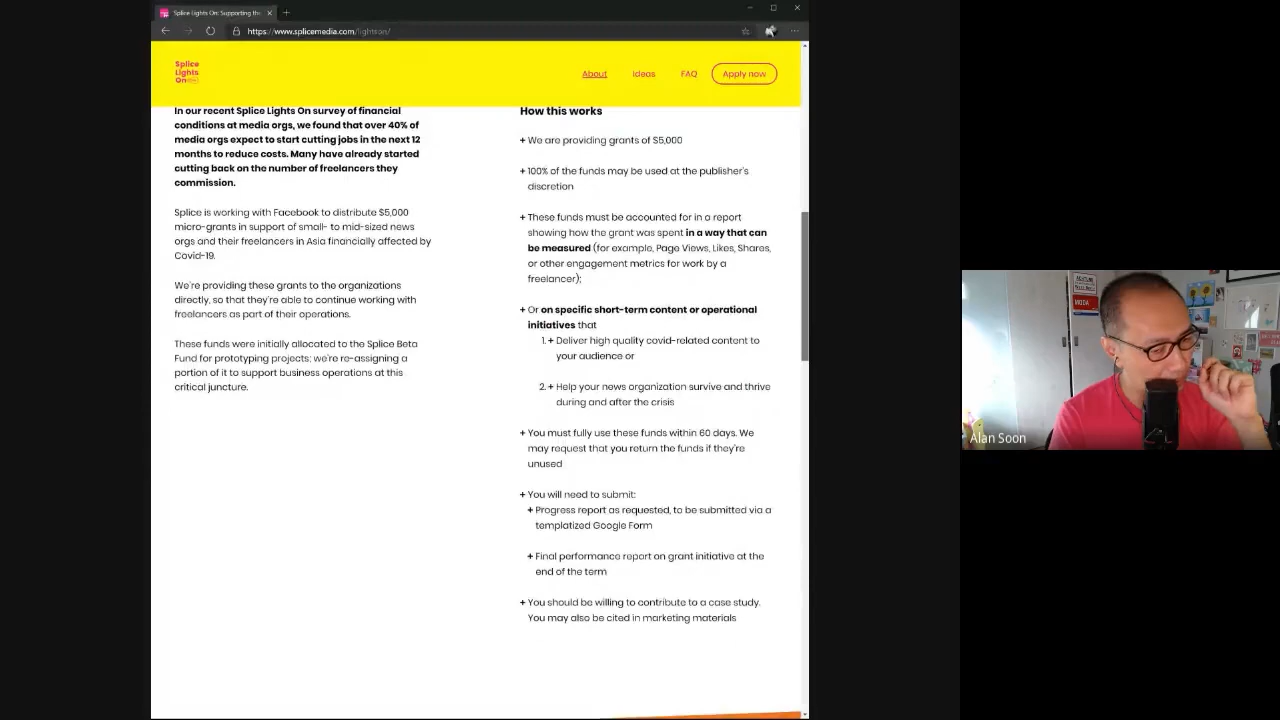 Splice Lights On: Supporting the
https://www.splicemedia.com/lightson/
Splice
Lights
On
About
Ideas
FAQ
Apply now
In our recent Splice Lights On survey of financial
conditions at media orgs, we found that over 40% of
media orgs expect to start cutting jobs in the next 12
months to reduce costs. Many have already started
cutting back on the number of freelancers they
commission.
Splice is working with Facebook to distribute $5,000
micro-grants in support of small- to mid-sized news
orgs and their freelancers in Asia financially affected by
Covid-19.
We're providing these grants to the organizations
directly, so that they're able to continue working with
freelancers as part of their operations.
These funds were initially allocated to the Splice Beta
Fund for prototyping projects; we're re-assigning a
portion of it to support business operations at this
critical juncture.
How this works
+ We are providing grants of $5,000
+ 100% of the funds may be used at the publisher's
discretion
+ These funds must be accounted for in a report
showing how the grant was spent in a way that can
be measured (for example, Page Views, Likes, Shares,
or other engagement metrics for work by a
freelancer);
+ Or on specific short-term content or operational
initiatives that
1. + Deliver high quality covid-related content to
your audience or
2. + Help your news organization survive and thrive
during and after the crisis
+ You must fully use these funds within 60 days. We
may request that you return the funds if they're
unused
+ You will need to submit:
+ Progress report as requested, to be submitted via a
templatized Google Form
+ Final performance report on grant initiative at the
end of the term
+ You should be willing to contribute to a case study.
You may also be cited in marketing materials
MODA
Alan Soon